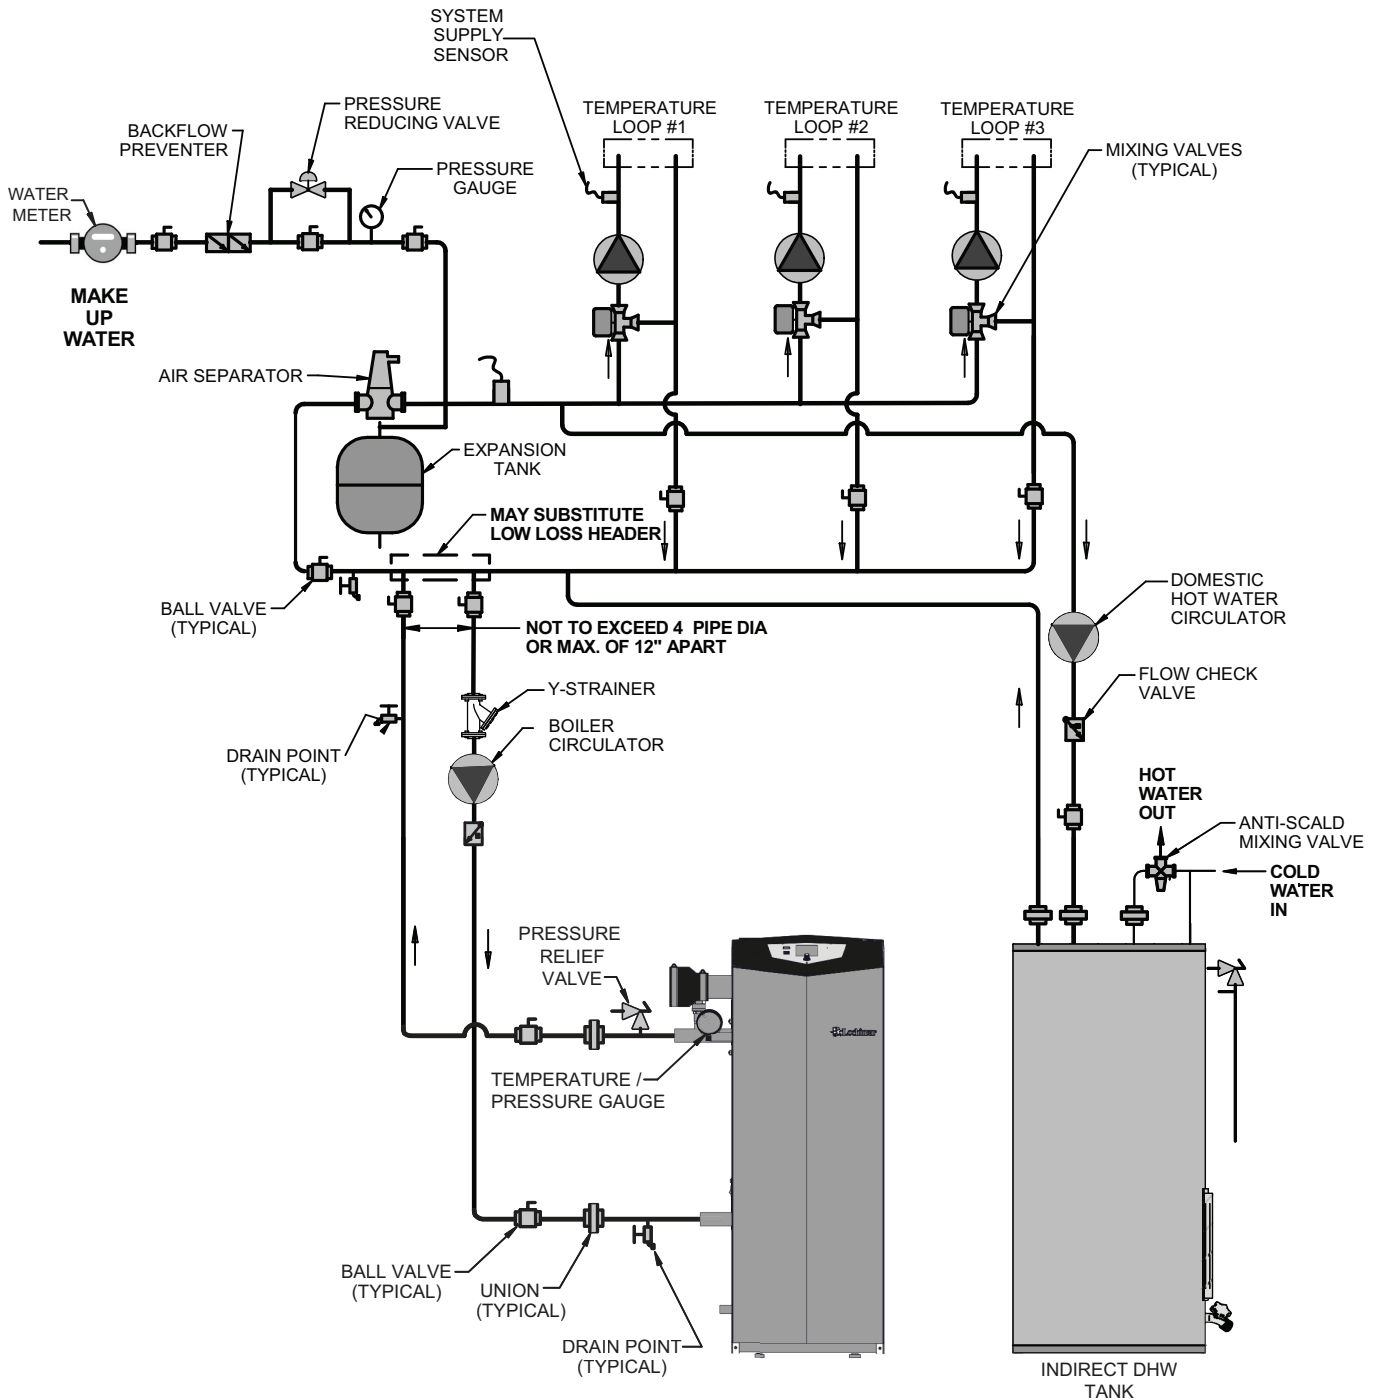 SYSTEM
SUPPLY
SENSOR
PRESSURE
REDUCING VALVE
BACKFLOW
PREVENTER
PRESSURE
GAUGE
WATER
METER
MAKE
UP
WATER
TEMPERATURE
LOOP #1
TEMPERATURE
LOOP #2
TEMPERATURE
LOOP #3
MIXING VALVES
(TYPICAL)
AIR SEPARATOR
EXPANSION
TANK
MAY SUBSTITUTE
LOW LOSS HEADER
BALL VALVE
(TYPICAL)
NOT TO EXCEED 4 PIPE DIA
OR MAX. OF 12" APART
DOMESTIC
HOT WATER
CIRCULATOR
Y-STRAINER
FLOW CHECK
VALVE
DRAIN POINT
(TYPICAL)
BOILER
CIRCULATOR
HOT
WATER
OUT
ANTI-SCALD
MIXING VALVE
COLD
WATER
IN
PRESSURE
RELIEF
VALVE
Lochinvar
TEMPERATURE /
PRESSURE GAUGE
BALL VALVE
(TYPICAL)
UNION
(TYPICAL)
DRAIN POINT
(TYPICAL)
INDIRECT DHW
TANK